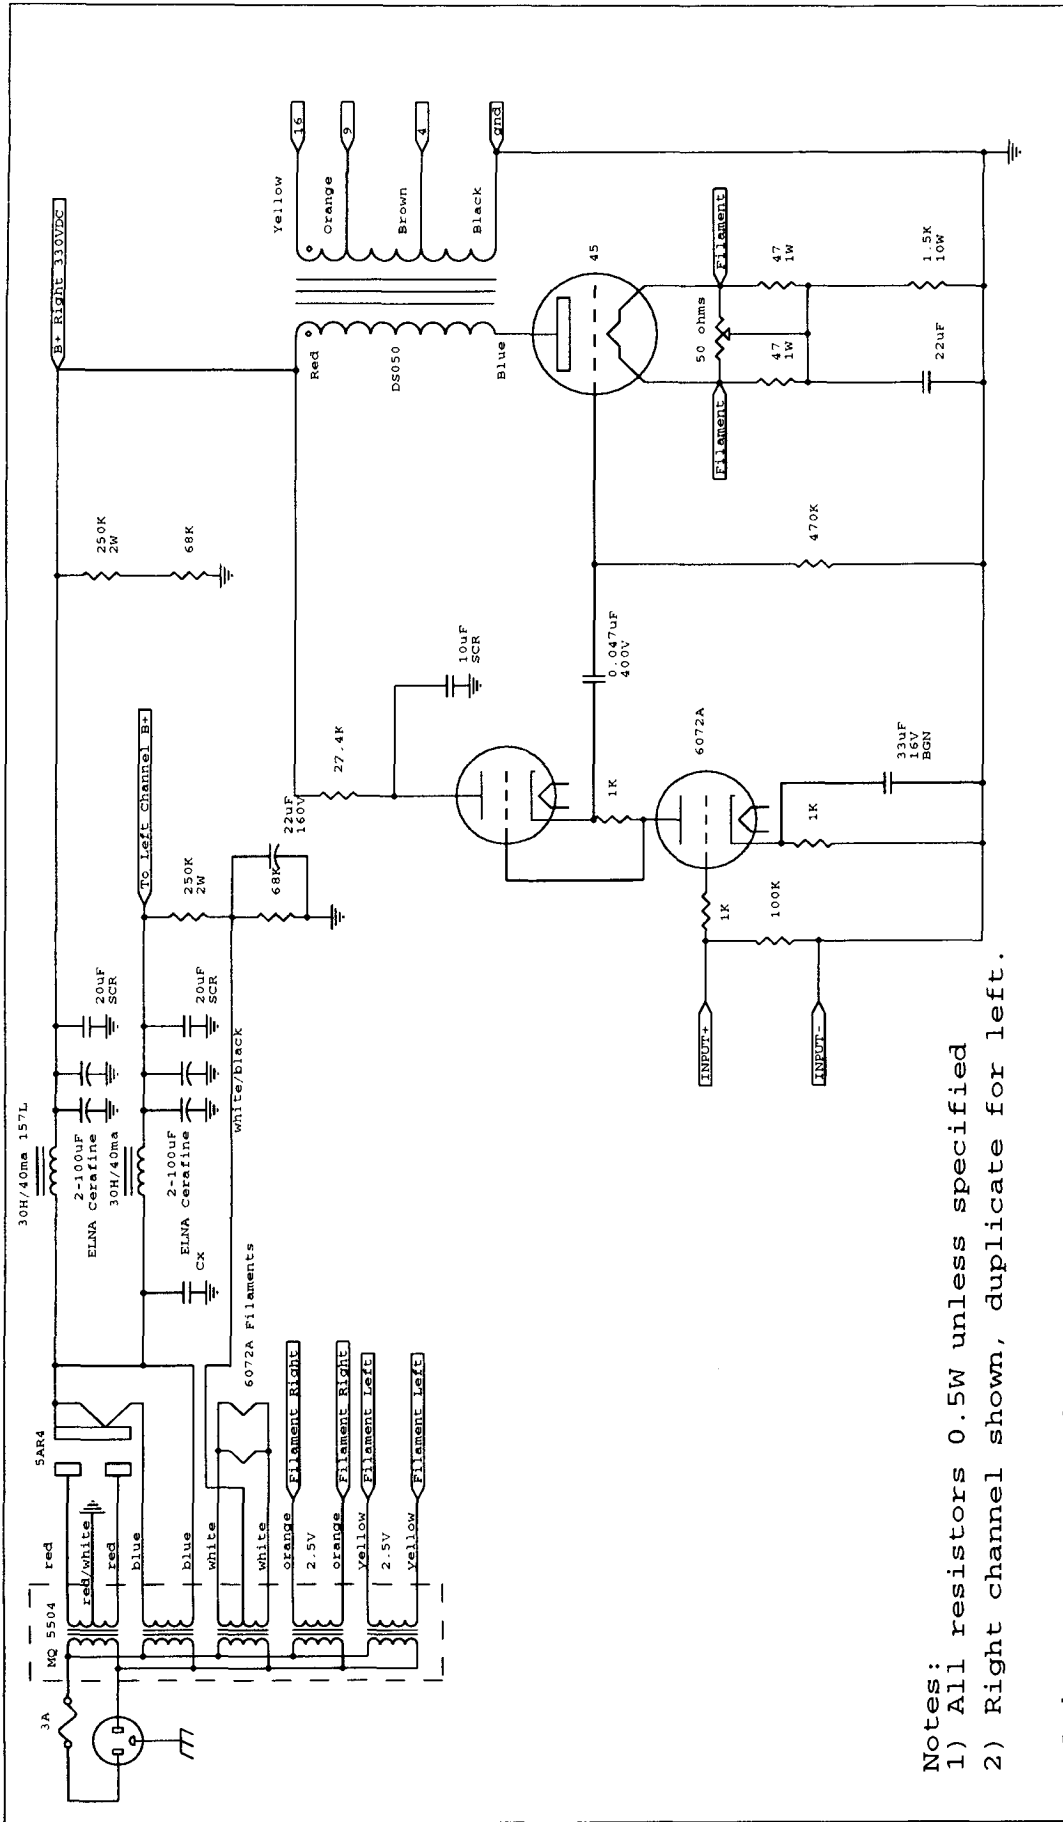 3A
MQ 5504
red
red/white
red
blue
blue
white
white
orange
2.5V
orange
yellow
2.5V
yellow
5AR4
6072A Filaments
Filament Right
Filament Right
Filament Left
Filament Left
30H/40ma 157L
2-100uF
ELNA Cerafine
30H/40ma
2-100uF
ELNA Cerafine
Cx
20uF
SCR
20uF
SCR
white/black
To Left Channel B+
250K
2W
68K
22uF
160V
250K
2W
68K
B+ Right 330VDC
27.4K
10uF
SCR
1K
0.047uF
400V
6072A
INPUT+
INPUT-
1K
100K
1K
33uF
16V
BGN
470K
Red
DS050
Blue
Yellow
Orange
Brown
Black
16
9
4
gnd
45
Filament
50 ohms
Filament
47
1W
47
1W
22uF
1.5K
10W
Notes:
1) All resistors 0.5W unless specified
2) Right channel shown, duplicate for left.